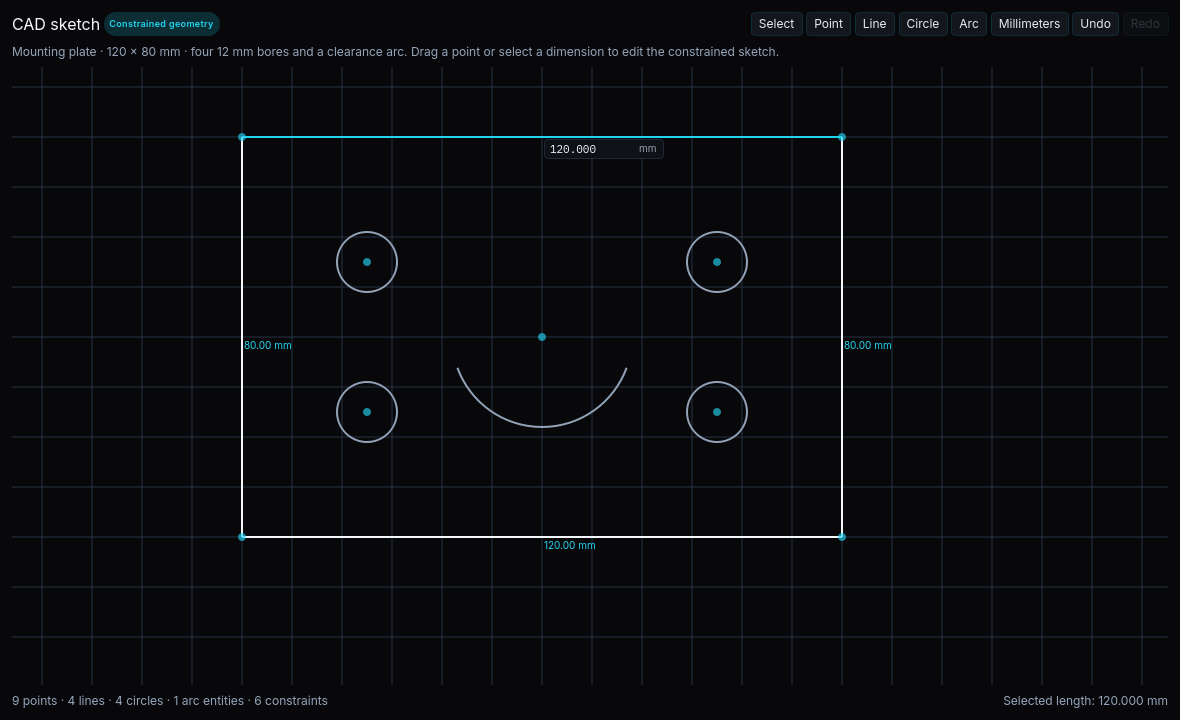 CAD sketch Constrained geometry Select Point Line Circle Arc Millimeters Undo Redo
Mounting plate · 120 × 80 mm · four 12 mm bores and a clearance arc. Drag a point or select a dimension to edit the constrained sketch.
120.000 mm
80.00 mm 80.00 mm
120.00 mm
9 points · 4 lines · 4 circles · 1 arc entities · 6 constraints Selected length: 120.000 mm